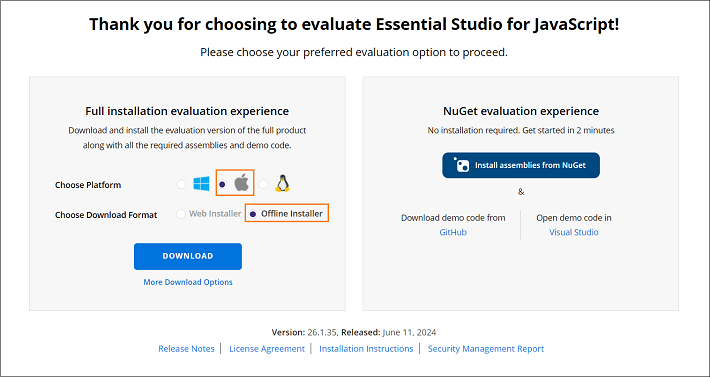 Thank you for choosing to evaluate Essential Studio for JavaScript!
Please choose your preferred evaluation option to proceed.
Full installation evaluation experience
Download and install the evaluation version of the full product
along with all the required assemblies and demo code.
Choose Platform
Choose Download Format
Web Installer
Offline Installer
DOWNLOAD
More Download Options
NuGet evaluation experience
No installation required. Get started in 2 minutes
Install assemblies from NuGet
&
Download demo code from
GitHub
Open demo code in
Visual Studio
Version: 26.1.35, Released: June 11, 2024
Release Notes | License Agreement | Installation Instructions | Security Management Report